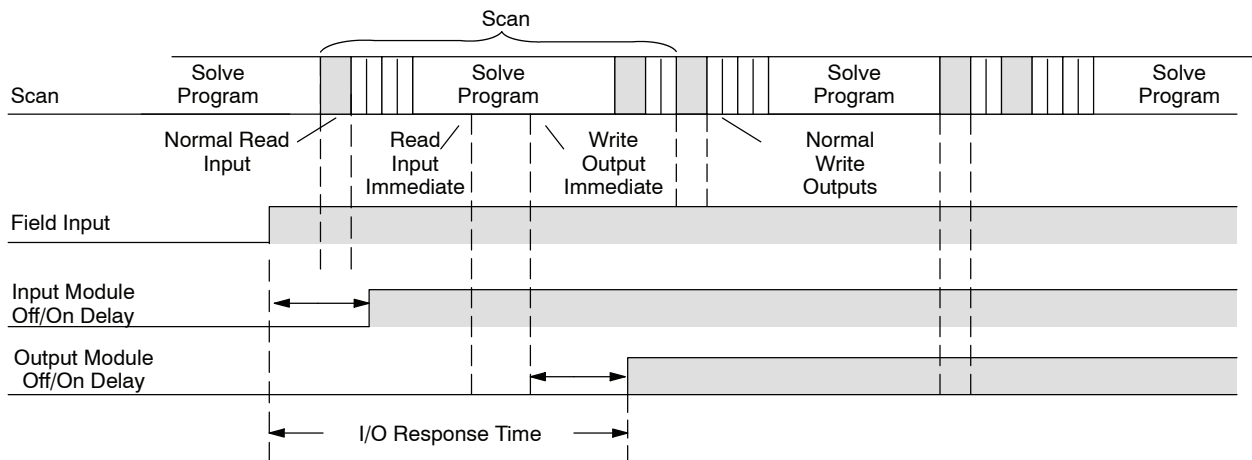 Scan
Scan
Solve
Program
Solve
Program
Solve
Program
Solve
Program
Normal Read
Input
Read
Input
Immediate
Write
Output
Immediate
Normal
Write
Outputs
Field Input
Input Module
Off/On Delay
Output Module
Off/On Delay
I/O Response Time